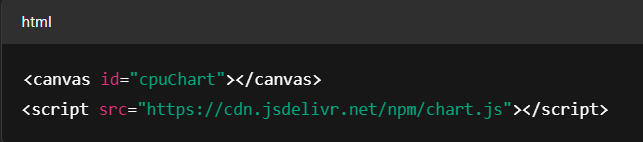 html
<canvas id="cpuChart"></canvas>
<script src="https://cdn.jsdelivr.net/npm/chart.js"></script>